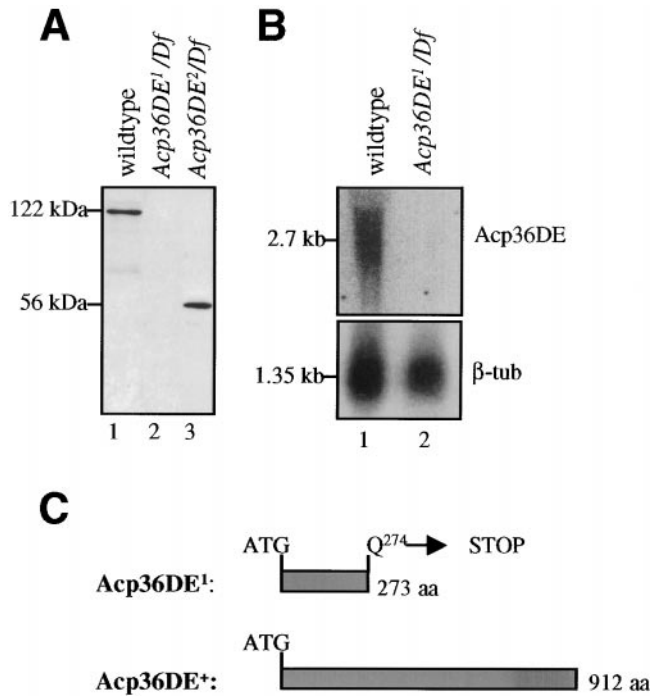 A
wildtype
Acp36DE¹/Df
Acp36DE²/Df
122 kDa
56 kDa
1 2 3
B
wildtype
Acp36DE¹/Df
2.7 kb
Acp36DE
1.35 kb
β-tub
1 2
C
ATG Q²⁷⁴ STOP
Acp36DE¹: 273 aa
ATG
Acp36DE⁺: 912 aa